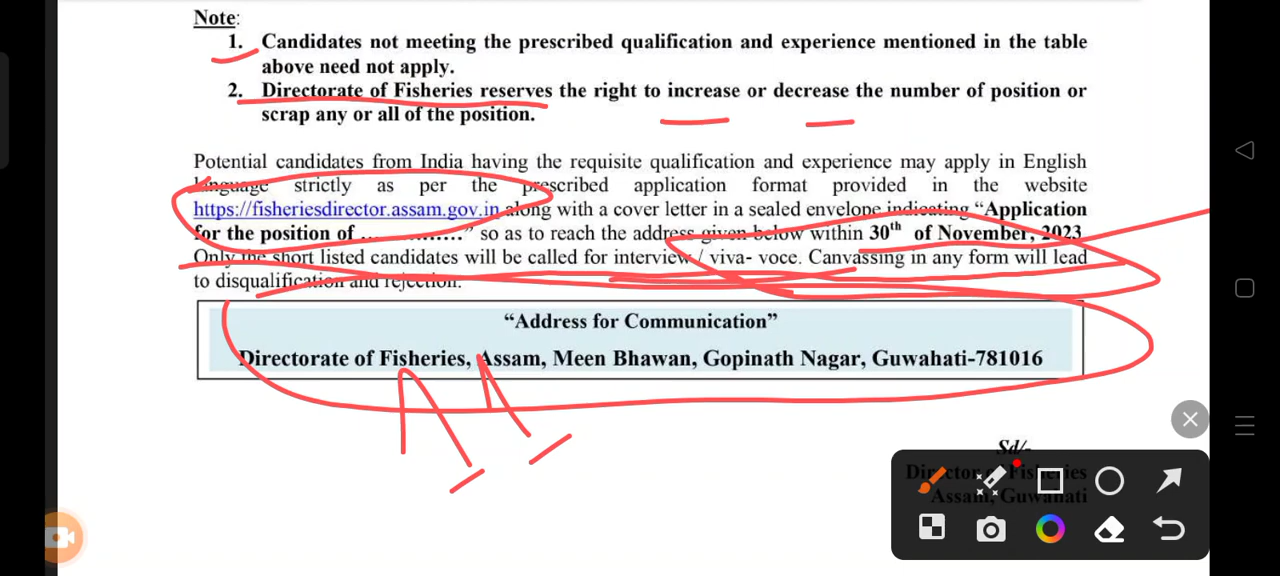 Note:
1. Candidates not meeting the prescribed qualification and experience mentioned in the table
above need not apply.
2. Directorate of Fisheries reserves the right to increase or decrease the number of position or
scrap any or all of the position.
Potential candidates from India having the requisite qualification and experience may apply in English
language strictly as per the prescribed application format provided in the website
https://fisheriesdirector.assam.gov.in along with a cover letter in a sealed envelope indicating “Application
for the position of ……………” so as to reach the address given below within 30th of November, 2023.
Only the short listed candidates will be called for interview / viva- voce. Canvassing in any form will lead
to disqualification and rejection.
“Address for Communication”
Directorate of Fisheries, Assam, Meen Bhawan, Gopinath Nagar, Guwahati-781016
Sd/-
Director of Fisheries
Assam, Guwahati